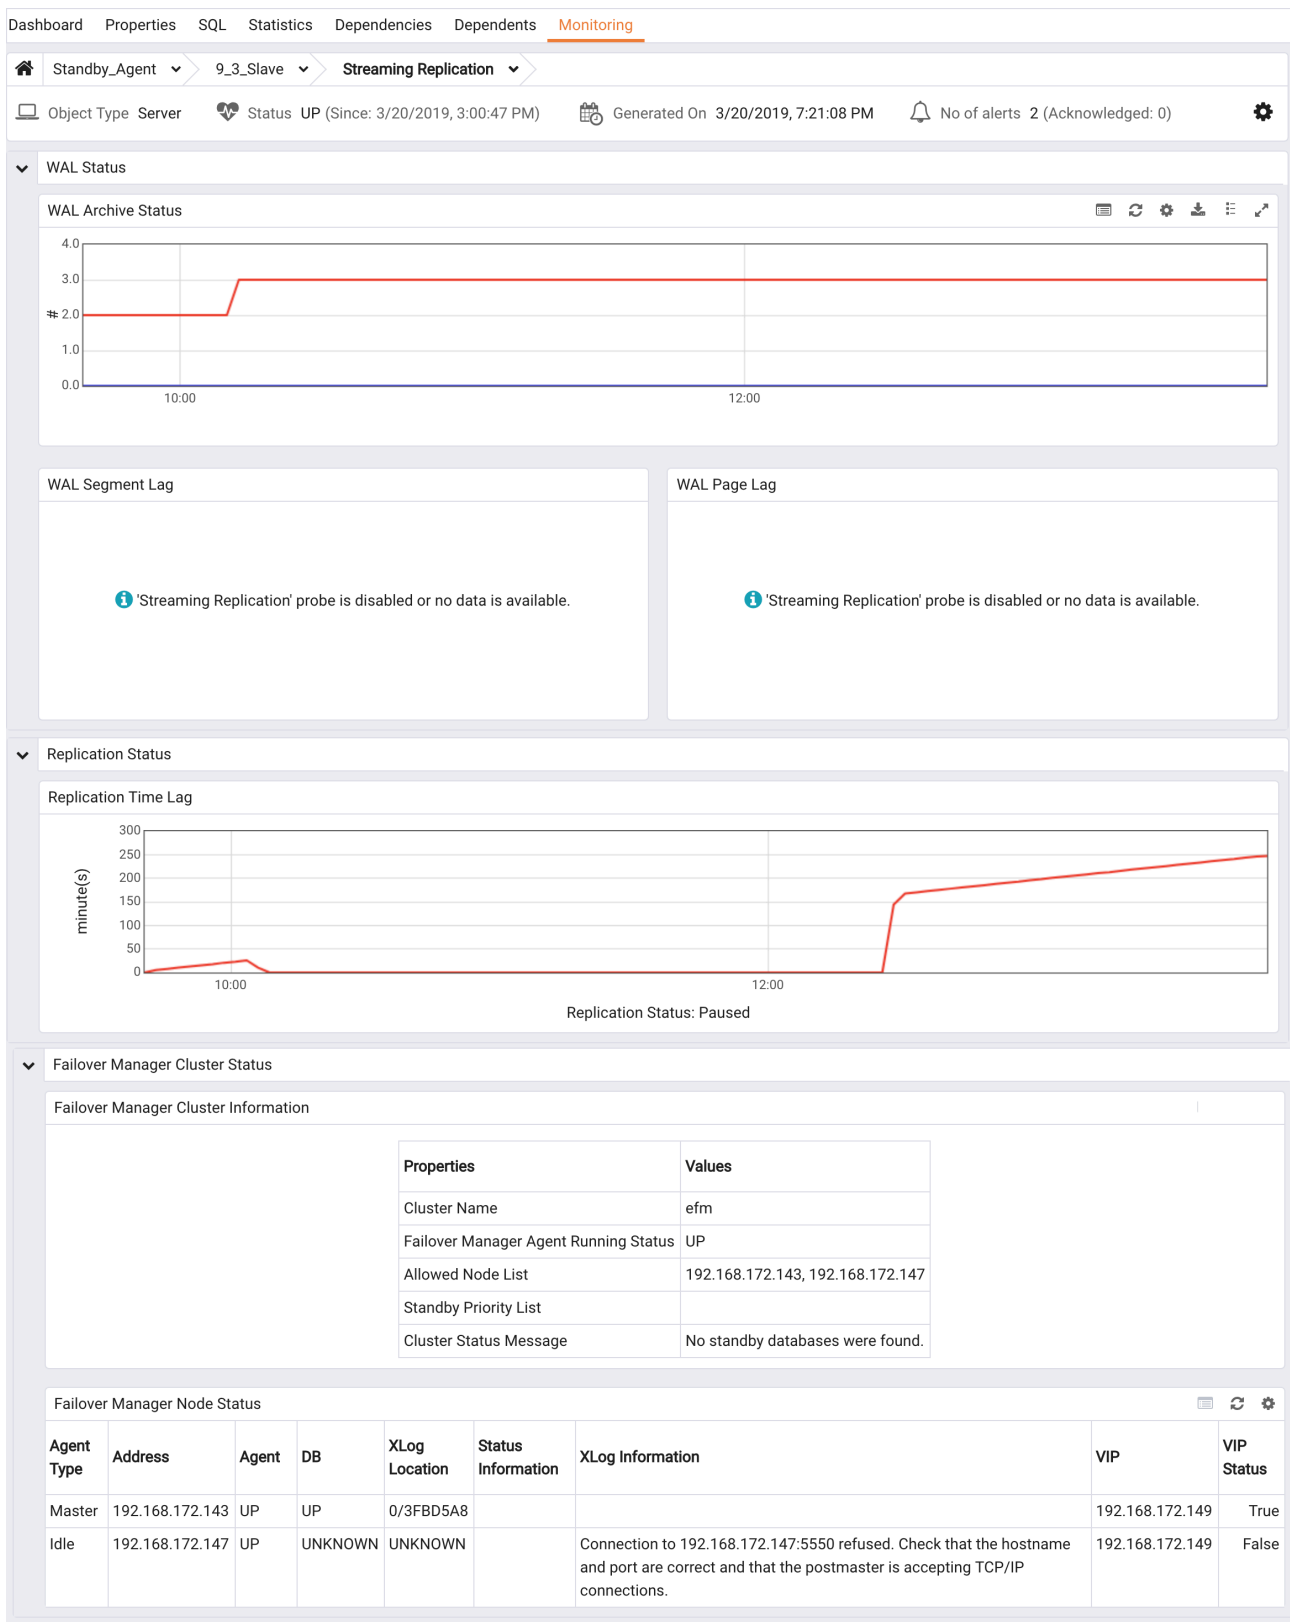 Dashboard Properties SQL Statistics Dependencies Dependents Monitoring
Standby_Agent 9_3_Slave Streaming Replication
Object Type Server Status UP (Since: 3/20/2019, 3:00:47 PM) Generated On 3/20/2019, 7:21:08 PM No of alerts 2 (Acknowledged: 0)
WAL Status
WAL Archive Status
4.0
3.0
# 2.0
1.0
0.0
10:00 12:00
WAL Segment Lag WAL Page Lag
'Streaming Replication' probe is disabled or no data is available. 'Streaming Replication' probe is disabled or no data is available.
Replication Status
Replication Time Lag
300
250
200
150
100
50
0
minute(s)
10:00 12:00
Replication Status: Paused
Failover Manager Cluster Status
Failover Manager Cluster Information
Properties Values
Cluster Name efm
Failover Manager Agent Running Status UP
Allowed Node List 192.168.172.143, 192.168.172.147
Standby Priority List
Cluster Status Message No standby databases were found.
Failover Manager Node Status
Agent Type Address Agent DB XLog Location Status Information XLog Information VIP VIP Status
Master 192.168.172.143 UP UP 0/3FBD5A8 192.168.172.149 True
Idle 192.168.172.147 UP UNKNOWN UNKNOWN Connection to 192.168.172.147:5550 refused. Check that the hostname 192.168.172.149 False
and port are correct and that the postmaster is accepting TCP/IP
connections.